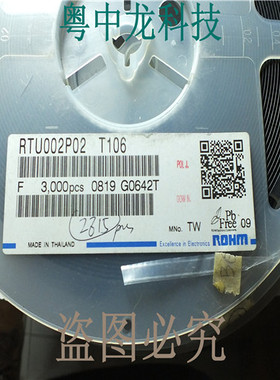 粤中龙科技
RTU002P02 T106
F 3,000pcs 0819 G0642T
(2815pcs
MNo. TW
Pb
Free 09
MADE IN THAILAND
Excellence in Electronics
ROHM
盗图必究